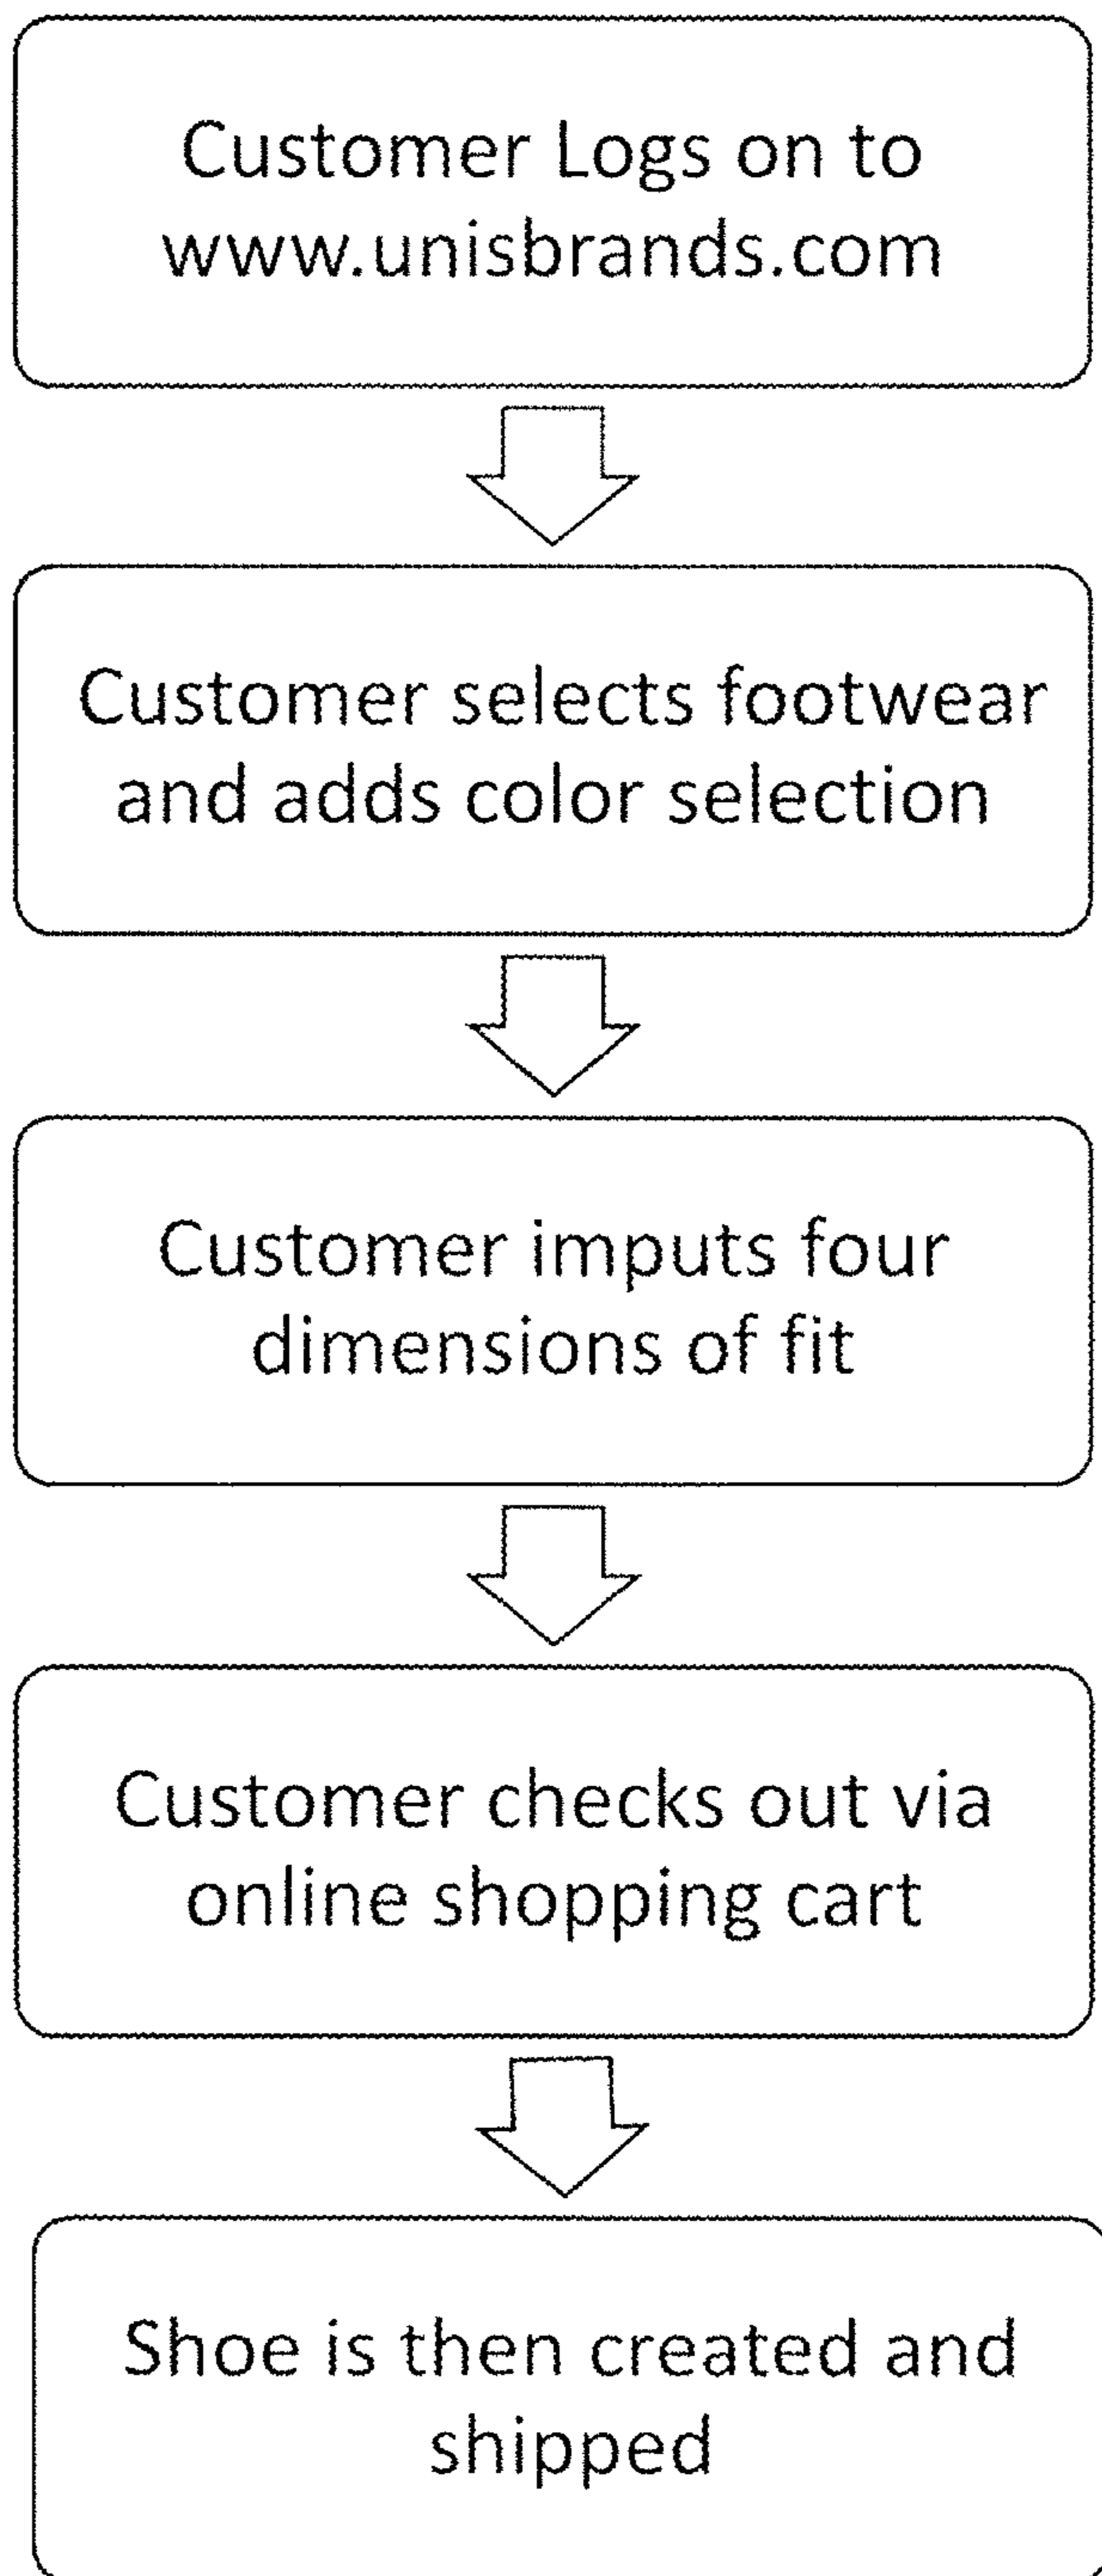 Customer Logs on to
www.unisbrands.com
Customer selects footwear
and adds color selection
Customer imputs four
dimensions of fit
Customer checks out via
online shopping cart
Shoe is then created and
shipped